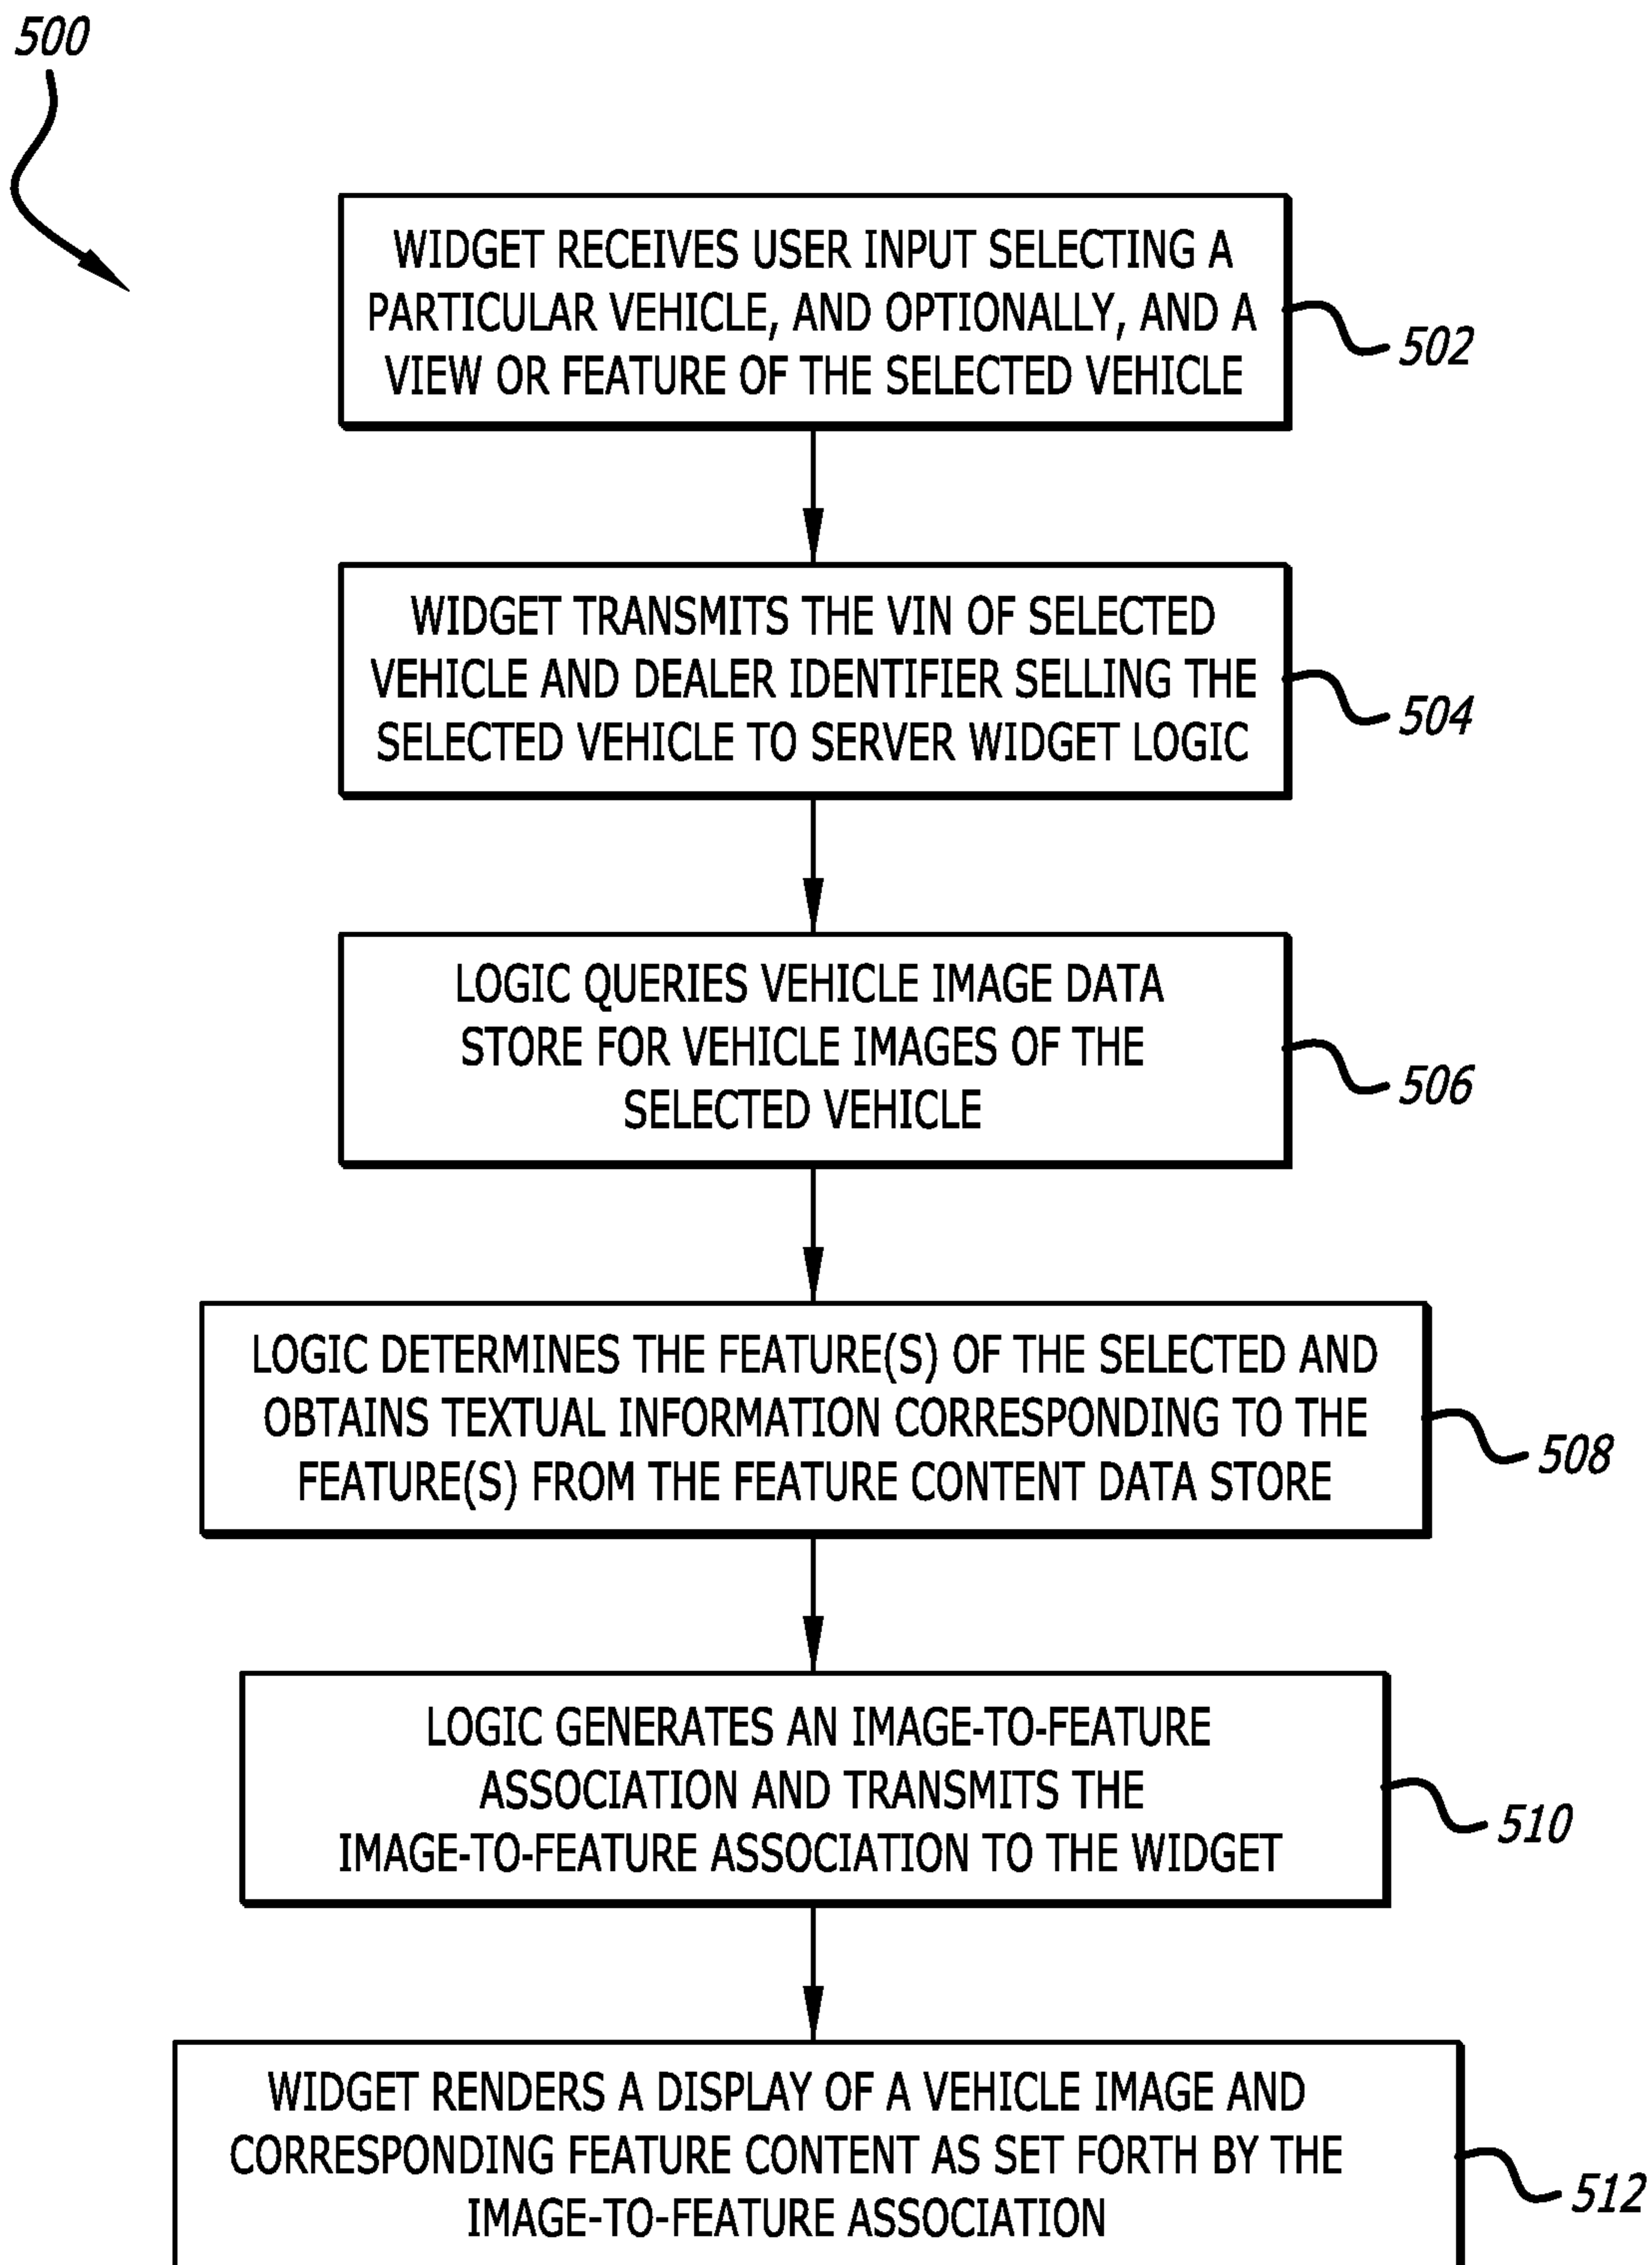 500
WIDGET RECEIVES USER INPUT SELECTING A
PARTICULAR VEHICLE, AND OPTIONALLY, AND A
VIEW OR FEATURE OF THE SELECTED VEHICLE
502
WIDGET TRANSMITS THE VIN OF SELECTED
VEHICLE AND DEALER IDENTIFIER SELLING THE
SELECTED VEHICLE TO SERVER WIDGET LOGIC
504
LOGIC QUERIES VEHICLE IMAGE DATA
STORE FOR VEHICLE IMAGES OF THE
SELECTED VEHICLE
506
LOGIC DETERMINES THE FEATURE(S) OF THE SELECTED AND
OBTAINS TEXTUAL INFORMATION CORRESPONDING TO THE
FEATURE(S) FROM THE FEATURE CONTENT DATA STORE
508
LOGIC GENERATES AN IMAGE-TO-FEATURE
ASSOCIATION AND TRANSMITS THE
IMAGE-TO-FEATURE ASSOCIATION TO THE WIDGET
510
WIDGET RENDERS A DISPLAY OF A VEHICLE IMAGE AND
CORRESPONDING FEATURE CONTENT AS SET FORTH BY THE
IMAGE-TO-FEATURE ASSOCIATION
512